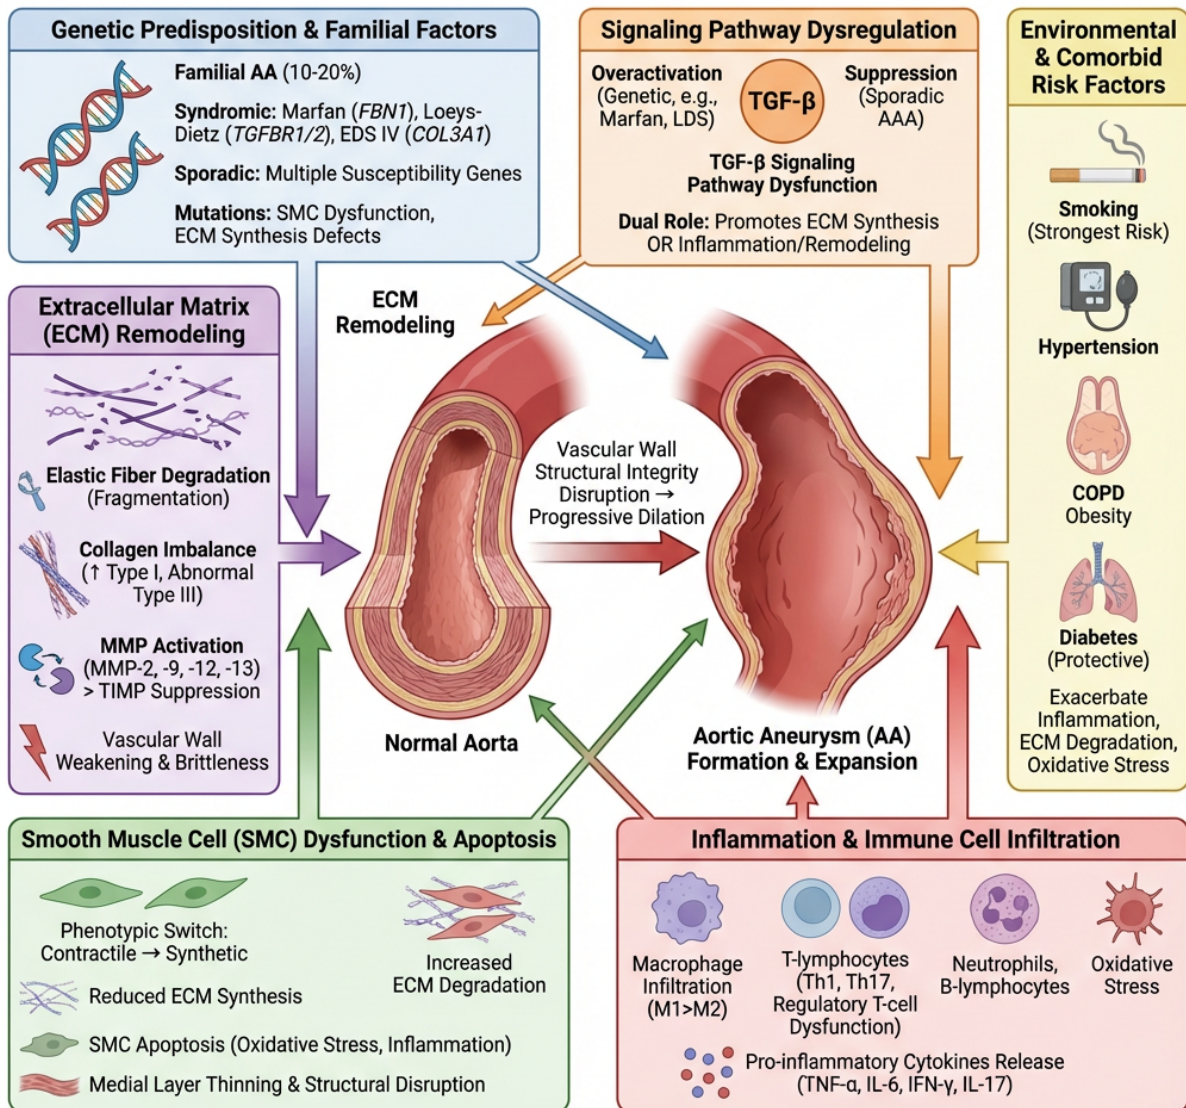 Genetic Predisposition & Familial Factors
Familial AA (10-20%)
Syndromic: Marfan (FBN1), Loeys-
Dietz (TGFBR1/2), EDS IV (COL3A1)
Sporadic: Multiple Susceptibility Genes
Mutations: SMC Dysfunction,
ECM Synthesis Defects
Signaling Pathway Dysregulation
Overactivation
(Genetic, e.g.,
Marfan, LDS)
TGF-β
Suppression
(Sporadic
AAA)
TGF-β Signaling
Pathway Dysfunction
Dual Role: Promotes ECM Synthesis
OR Inflammation/Remodeling
Environmental
& Comorbid
Risk Factors
Smoking
(Strongest Risk)
Hypertension
COPD
Obesity
Diabetes
(Protective)
Exacerbate
Inflammation,
ECM Degradation,
Oxidative Stress
Extracellular Matrix
(ECM) Remodeling
Elastic Fiber Degradation
(Fragmentation)
Collagen Imbalance
(↑ Type I, Abnormal
Type III)
MMP Activation
(MMP-2, -9, -12, -13)
> TIMP Suppression
Vascular Wall
Weakening & Brittleness
ECM
Remodeling
Vascular Wall
Structural Integrity
Disruption →
Progressive Dilation
Normal Aorta
Aortic Aneurysm (AA)
Formation & Expansion
Smooth Muscle Cell (SMC) Dysfunction & Apoptosis
Phenotypic Switch:
Contractile → Synthetic
Increased
ECM Degradation
Reduced ECM Synthesis
SMC Apoptosis (Oxidative Stress, Inflammation)
Medial Layer Thinning & Structural Disruption
Inflammation & Immune Cell Infiltration
Macrophage
Infiltration
(M1>M2)
T-lymphocytes
(Th1, Th17,
Regulatory T-cell
Dysfunction)
Neutrophils,
B-lymphocytes
Oxidative
Stress
Pro-inflammatory Cytokines Release
(TNF-α, IL-6, IFN-γ, IL-17)